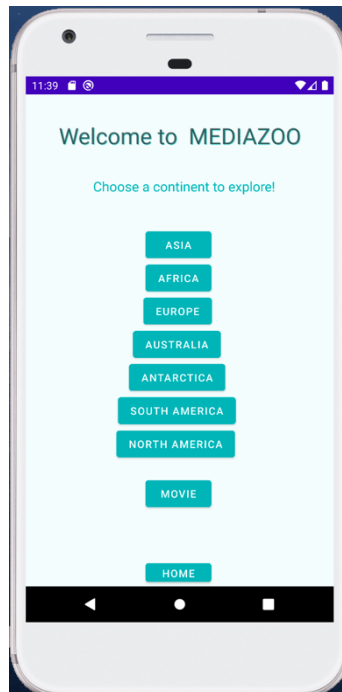 11:39
Welcome to MEDIAZOO
Choose a continent to explore!
ASIA
AFRICA
EUROPE
AUSTRALIA
ANTARCTICA
SOUTH AMERICA
NORTH AMERICA
MOVIE
HOME